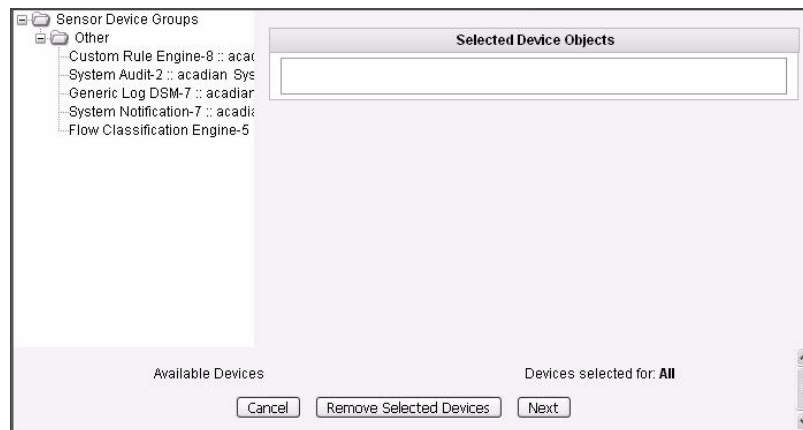 Sensor Device Groups
Other
Custom Rule Engine-8 :: acad
System Audit-2 :: acadian Sys
Generic Log DSM-7 :: acadian
System Notification-7 :: acadia
Flow Classification Engine-5
Selected Device Objects
Available Devices
Devices selected for: All
Cancel
Remove Selected Devices
Next